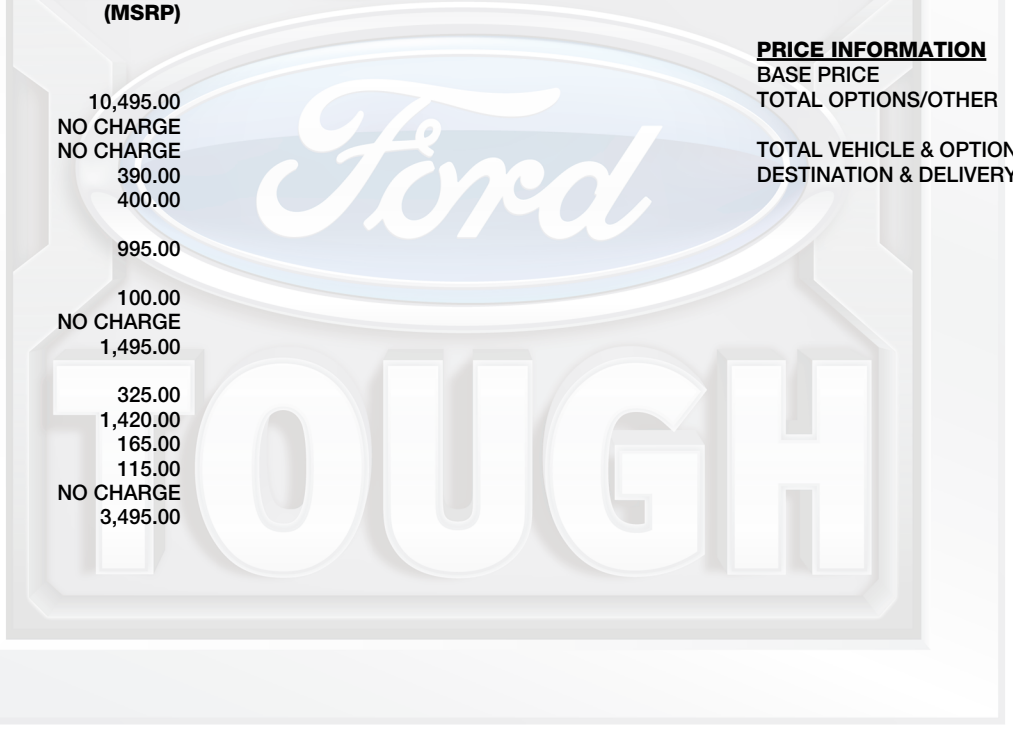 (MSRP)
10,495.00
NO CHARGE
NO CHARGE
390.00
400.00
995.00
100.00
NO CHARGE
1,495.00
325.00
1,420.00
165.00
115.00
NO CHARGE
3,495.00
PRICE INFORMATION
BASE PRICE
TOTAL OPTIONS/OTHER
TOTAL VEHICLE & OPTION
DESTINATION & DELIVERY
Ford
TOUGH